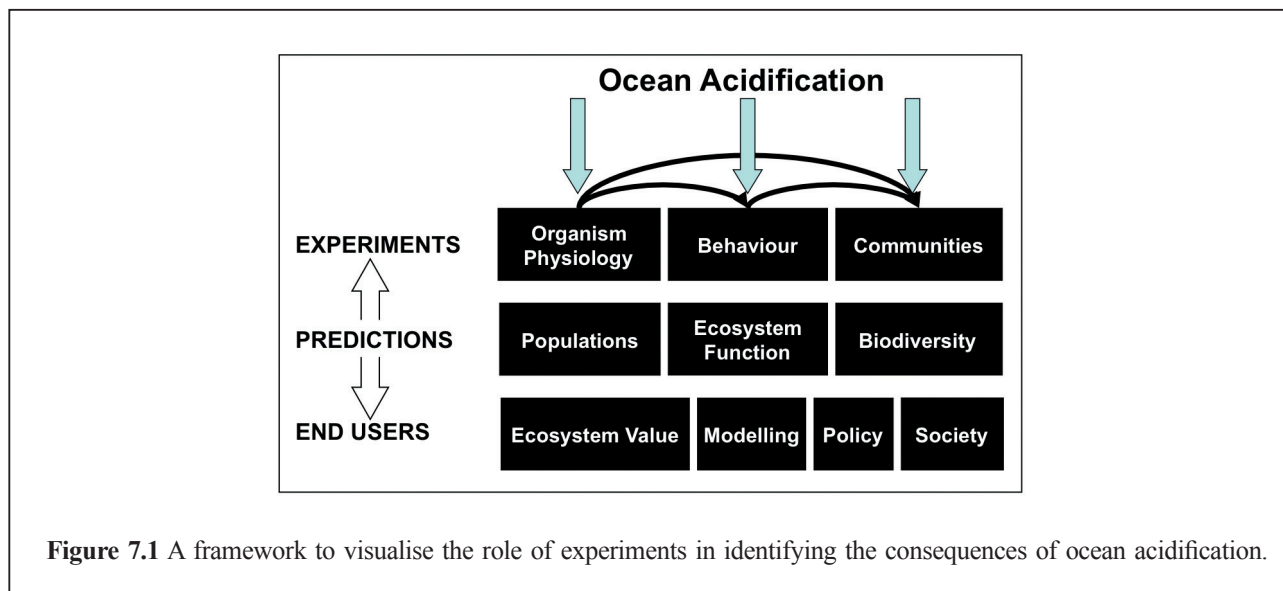 Ocean Acidification
EXPERIMENTS
Organism
Physiology
Behaviour
Communities
PREDICTIONS
Populations
Ecosystem
Function
Biodiversity
END USERS
Ecosystem Value
Modelling
Policy
Society
Figure 7.1 A framework to visualise the role of experiments in identifying the consequences of ocean acidification.